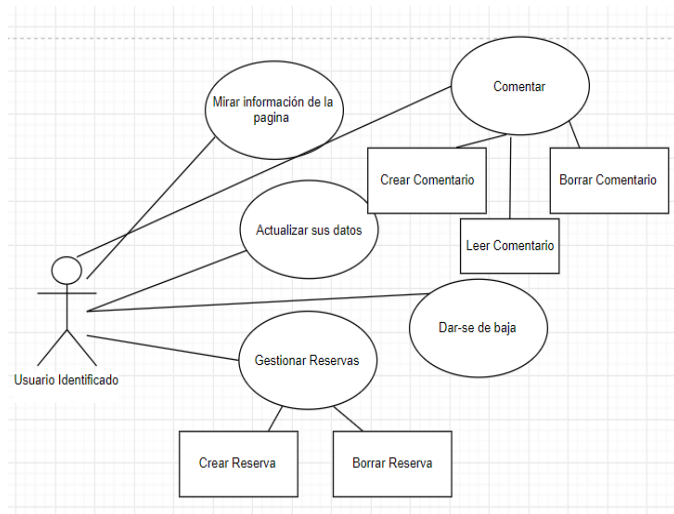 Comentar
Mirar información de la
pagina
Crear Comentario
Borrar Comentario
Actualizar sus datos
Leer Comentario
Dar-se de baja
Gestionar Reservas
Usuario Identificado
Crear Reserva
Borrar Reserva